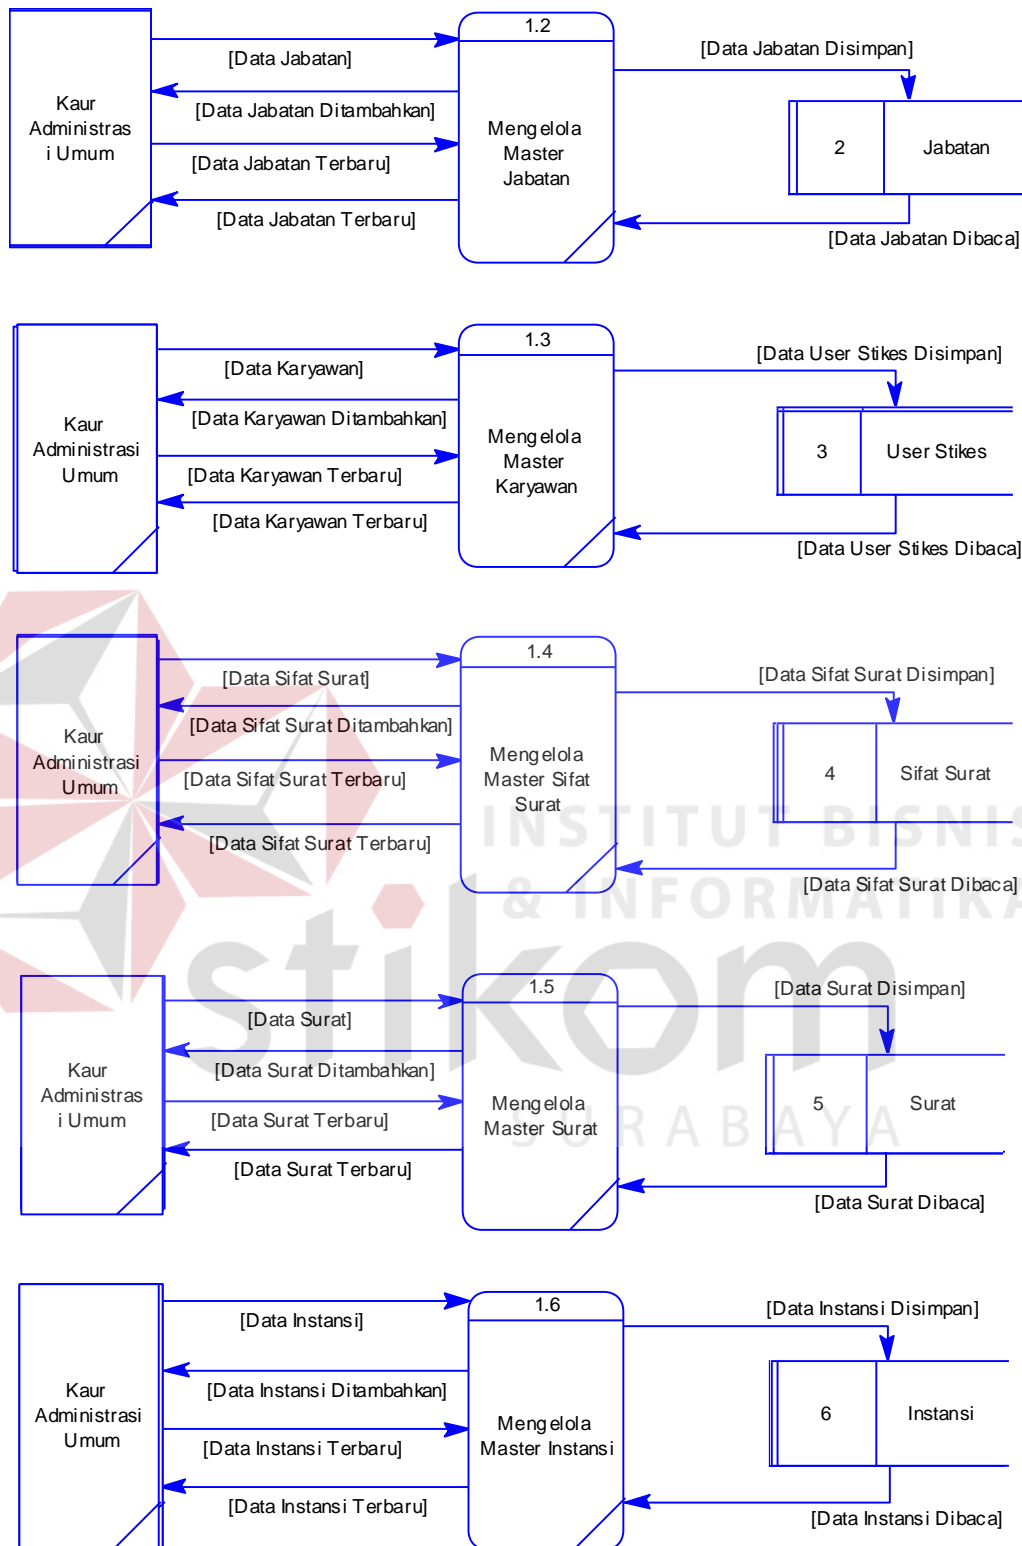 1.2
[Data Jabatan]
[Data Jabatan Disimpan]
Kaur
Administras
i Umum
[Data Jabatan Ditambahkan]
Mengelola
Master
Jabatan
2
Jabatan
[Data Jabatan Terbaru]
[Data Jabatan Terbaru]
[Data Jabatan Dibaca]
1.3
[Data Karyawan]
[Data User Stikes Disimpan]
Kaur
Administrasi
Umum
[Data Karyawan Ditambahkan]
Mengelola
Master
Karyawan
3
User Stikes
[Data Karyawan Terbaru]
[Data Karyawan Terbaru]
[Data User Stikes Dibaca]
1.4
[Data Sifat Surat]
[Data Sifat Surat Disimpan]
Kaur
Administrasi
Umum
[Data Sifat Surat Ditambahkan]
Mengelola
Master Sifat
Surat
4
Sifat Surat
[Data Sifat Surat Terbaru]
[Data Sifat Surat Terbaru]
[Data Sifat Surat Dibaca]
INSTITUT BISNIS
& INFORMATIKA
stikom
SURABAYA
1.5
[Data Surat]
[Data Surat Disimpan]
Kaur
Administras
i Umum
[Data Surat Ditambahkan]
Mengelola
Master Surat
5
Surat
[Data Surat Terbaru]
[Data Surat Terbaru]
[Data Surat Dibaca]
1.6
[Data Instansi]
[Data Instansi Disimpan]
Kaur
Administrasi
Umum
[Data Instansi Ditambahkan]
Mengelola
Master Instansi
6
Instansi
[Data Instansi Terbaru]
[Data Instansi Terbaru]
[Data Instansi Dibaca]